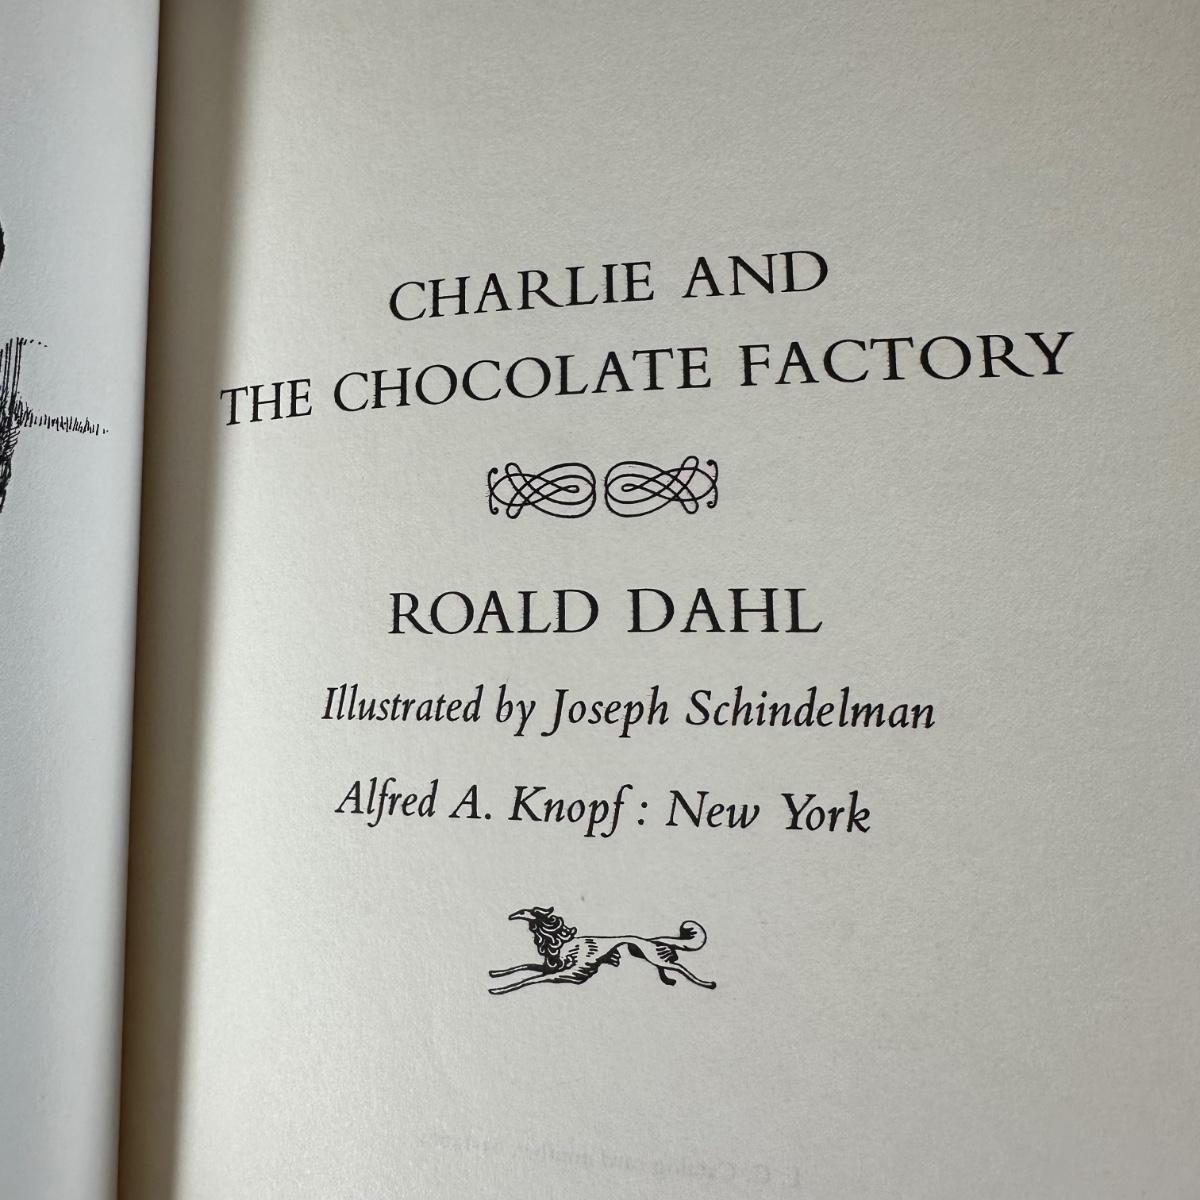 CHARLIE AND
THE CHOCOLATE FACTORY
ROALD DAHL
Illustrated by Joseph Schindelman
Alfred A. Knopf : New York